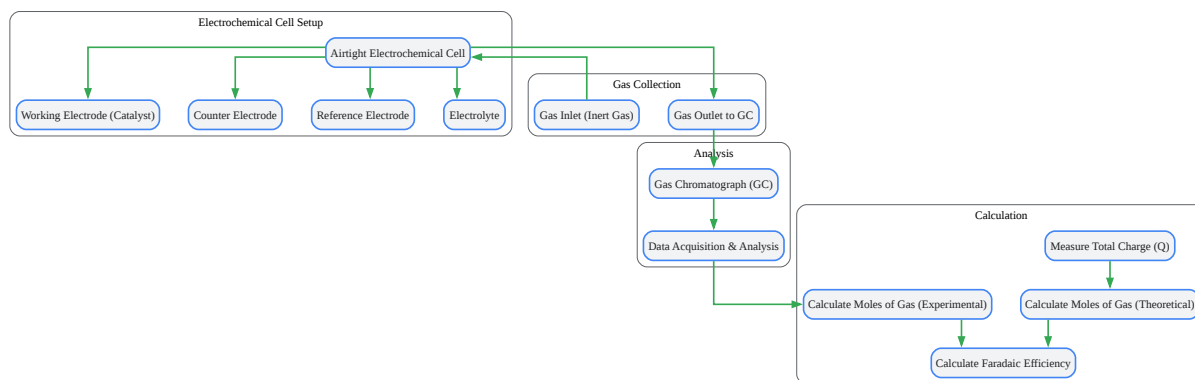 Electrochemical Cell Setup
Airtight Electrochemical Cell
Working Electrode (Catalyst)
Counter Electrode
Reference Electrode
Electrolyte
Gas Collection
Gas Inlet (Inert Gas)
Gas Outlet to GC
Analysis
Gas Chromatograph (GC)
Data Acquisition & Analysis
Calculation
Measure Total Charge (Q)
Calculate Moles of Gas (Experimental)
Calculate Moles of Gas (Theoretical)
Calculate Faradaic Efficiency